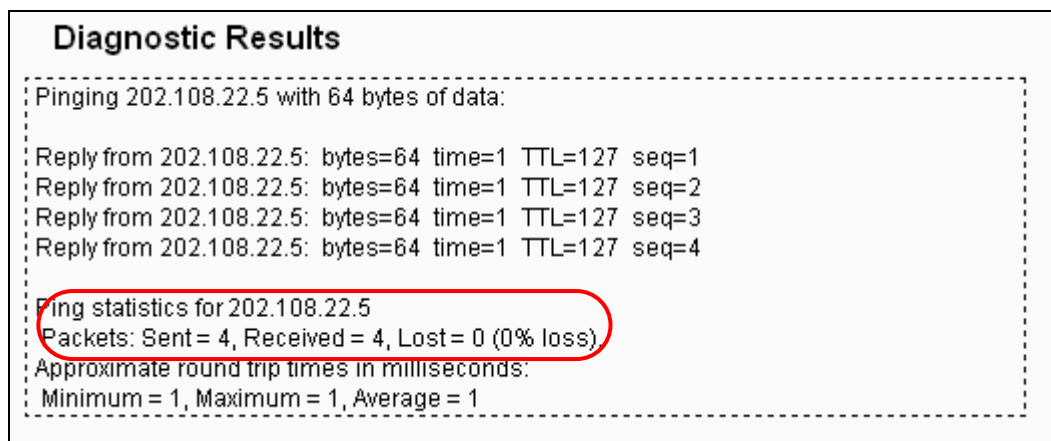 Diagnostic Results
Pinging 202.108.22.5 with 64 bytes of data:
Reply from 202.108.22.5: bytes=64 time=1 TTL=127 seq=1
Reply from 202.108.22.5: bytes=64 time=1 TTL=127 seq=2
Reply from 202.108.22.5: bytes=64 time=1 TTL=127 seq=3
Reply from 202.108.22.5: bytes=64 time=1 TTL=127 seq=4
Ping statistics for 202.108.22.5
Packets: Sent = 4, Received = 4, Lost = 0 (0% loss),
Approximate round trip times in milliseconds:
Minimum = 1, Maximum = 1, Average = 1